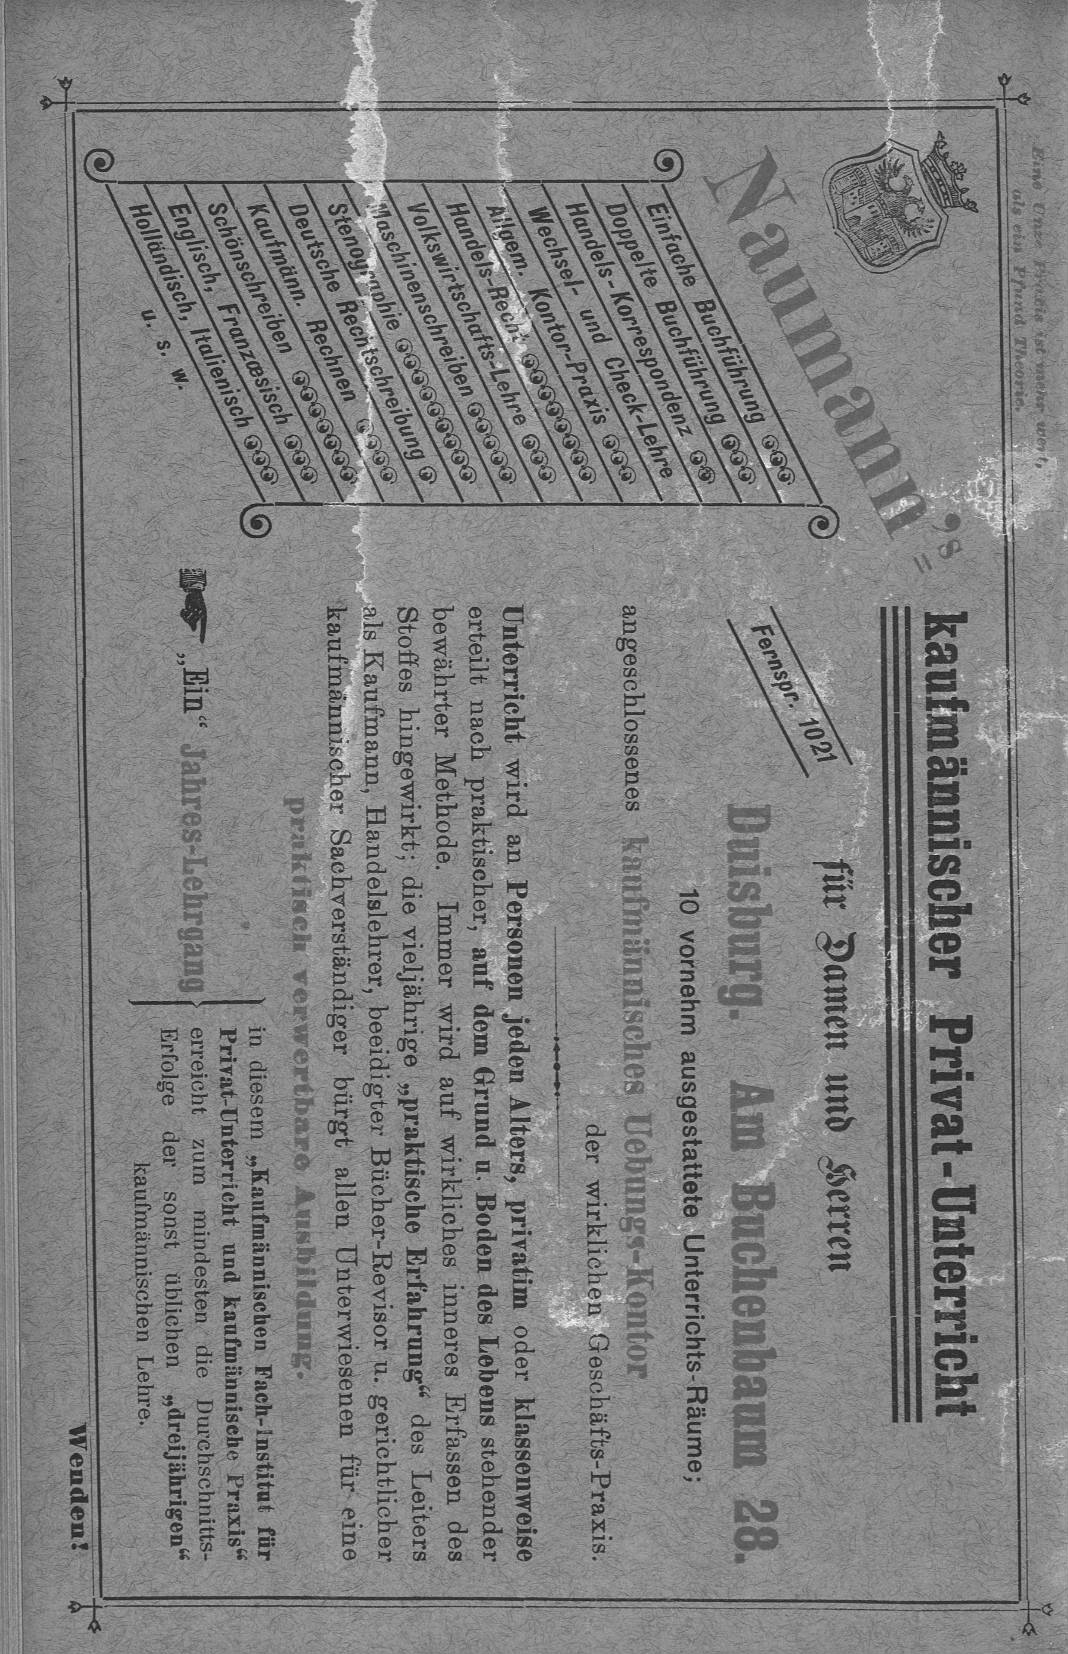 Eine Unze Praxis ist mehr wert,
als ein Pfund Theorie.
Naumann's
kaufmännischer Privat-Unterricht
für Damen und Herren
Fernspr. 1021
Duisburg. Am Buchenbaum 28.
10 vornehm ausgestattete Unterrichts-Räume;
angeschlossenes kaufmännisches Uebungs-Kontor
der wirklichen Geschäfts-Praxis.
Einfache Buchführung
Doppelte Buchführung
Handels-Korrespondenz
Wechsel- und Check-Lehre
Allgem. Kontor-Praxis
Handels-Recht
Volkswirtschafts-Lehre
Maschinenschreiben
Stenographie
Deutsche Rechtschreibung
Kaufmänn. Rechnen
Schönschreiben
Englisch, Französisch
Holländisch, Italienisch
u. s. w.
Unterricht wird an Personen jeden Alters, privatim oder klassenweise
erteilt nach praktischer, auf dem Grund u. Boden des Lebens stehender
bewährter Methode. Immer wird auf wirkliches inneres Erfassen des
Stoffes hingewirkt; die vieljährige „praktische Erfahrung“ des Leiters
als Kaufmann, Handelslehrer, beeidigter Bücher-Revisor u. gerichtlicher
kaufmännischer Sachverständiger bürgt allen Unterwiesenen für eine
praktisch verwertbare Ausbildung.
„Ein“ Jahres-Lehrgang
in diesem „Kaufmännischen Fach-Institut für
Privat-Unterricht und kaufmännische Praxis“
erreicht zum mindesten die Durchschnitts-
Erfolge der sonst üblichen „dreijährigen“
kaufmännischen Lehre.
Wenden!